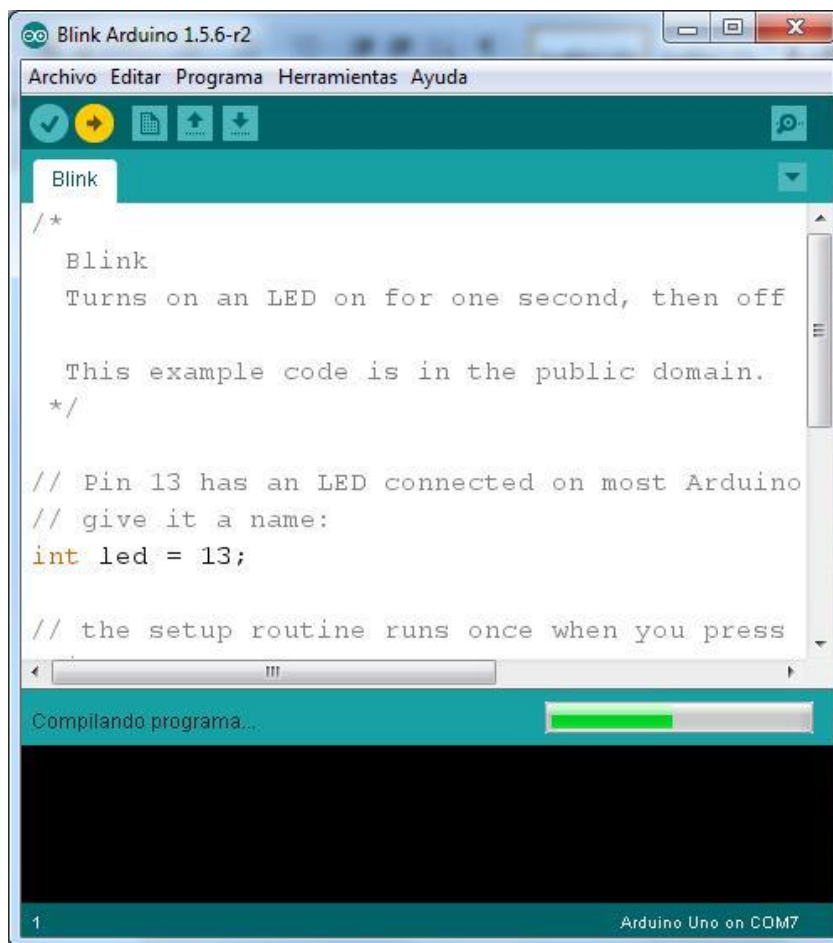 Blink Arduino 1.5.6-r2
Archivo Editar Programa Herramientas Ayuda
Blink
/*
Blink
Turns on an LED on for one second, then off
This example code is in the public domain.
*/
// Pin 13 has an LED connected on most Arduino
// give it a name:
int led = 13;
// the setup routine runs once when you press
Compilando programa...
1
Arduino Uno on COM7